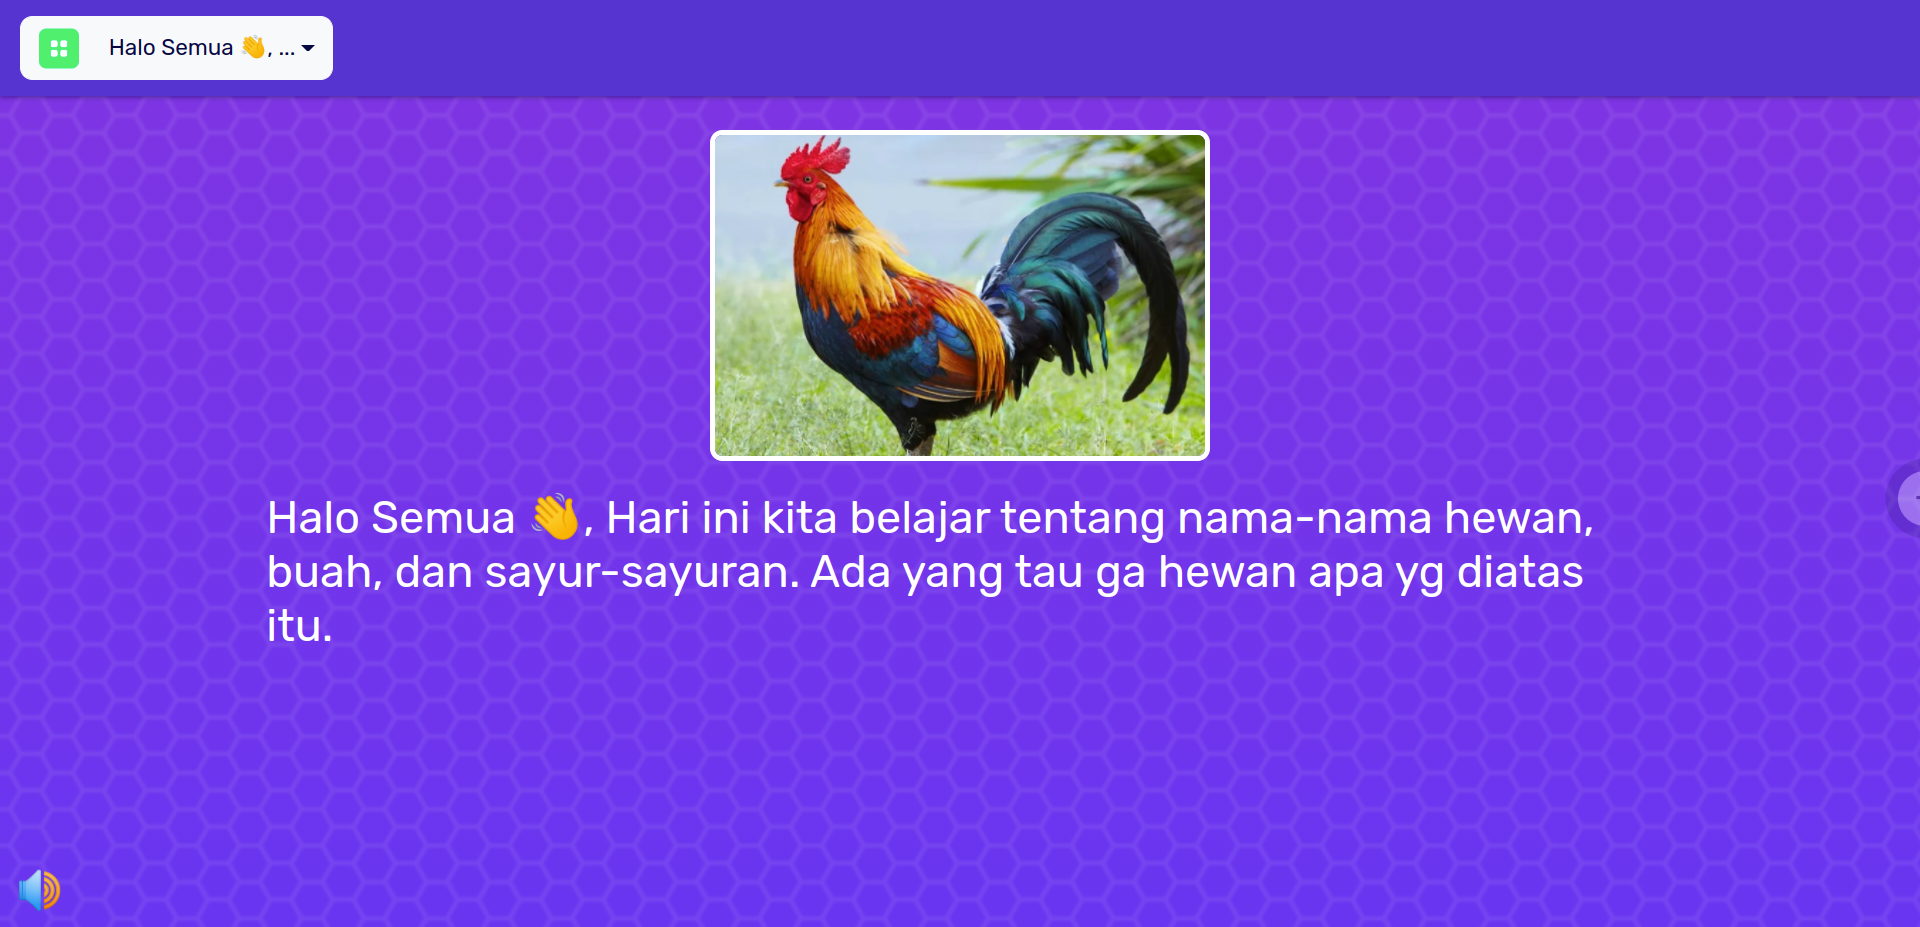 Halo Semua 👋, ...
Halo Semua 👋, Hari ini kita belajar tentang nama-nama hewan,
buah, dan sayur-sayuran. Ada yang tau ga hewan apa yg diatas
itu.